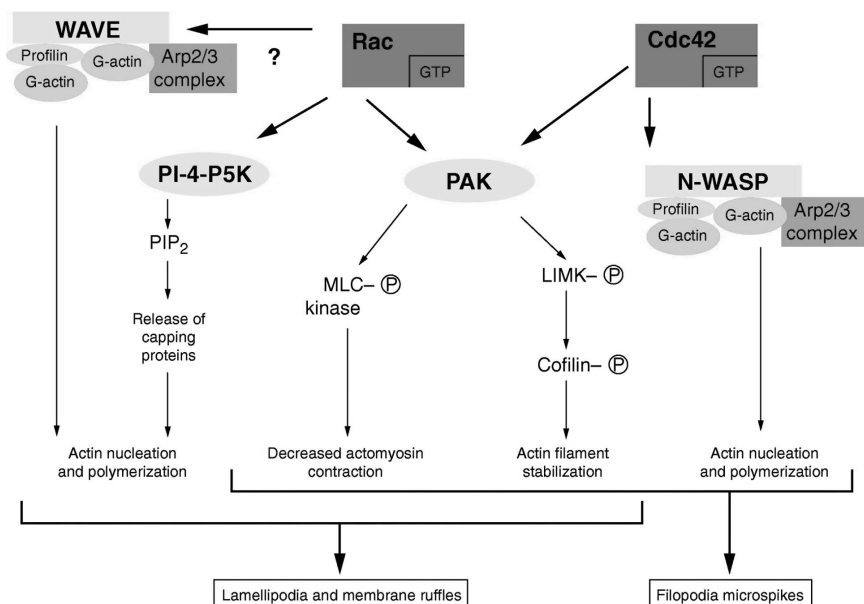 WAVE
Profilin
G-actin
G-actin
Arp2/3
complex
?
Rac
GTP
Cdc42
GTP
PI-4-P5K
PAK
N-WASP
Profilin
G-actin
G-actin
Arp2/3
complex
PIP₂
MLC– Ⓟ
kinase
LIMK– Ⓟ
Release of
capping
proteins
Cofilin– Ⓟ
Actin nucleation
and polymerization
Decreased actomyosin
contraction
Actin filament
stabilization
Actin nucleation
and polymerization
Lamellipodia and membrane ruffles
Filopodia microspikes